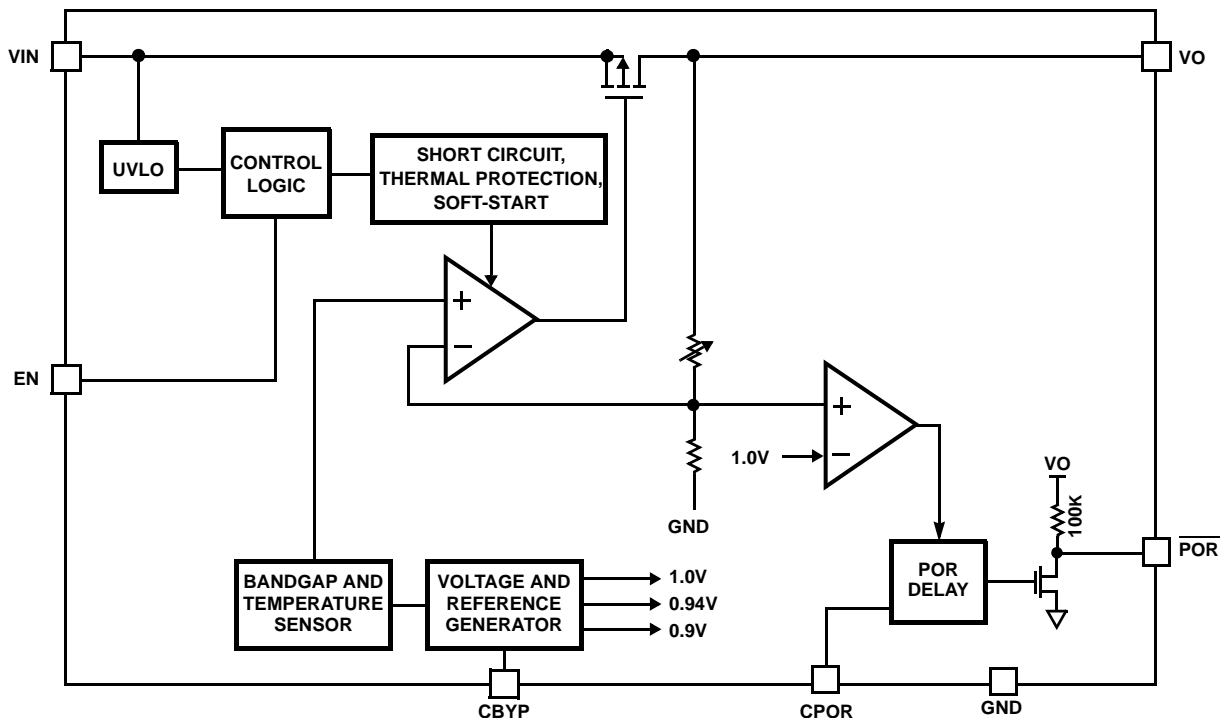 VIN
VO
UVLO
CONTROL
LOGIC
SHORT CIRCUIT,
THERMAL PROTECTION,
SOFT-START
+
−
EN
+
−
1.0V
GND
VO
100K
POR
POR
DELAY
BANDGAP AND
TEMPERATURE
SENSOR
VOLTAGE AND
REFERENCE
GENERATOR
1.0V
0.94V
0.9V
CBYP
CPOR
GND